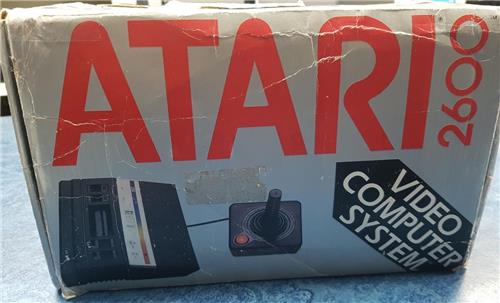 ATARI
2600
VIDEO
COMPUTER
SYSTEM